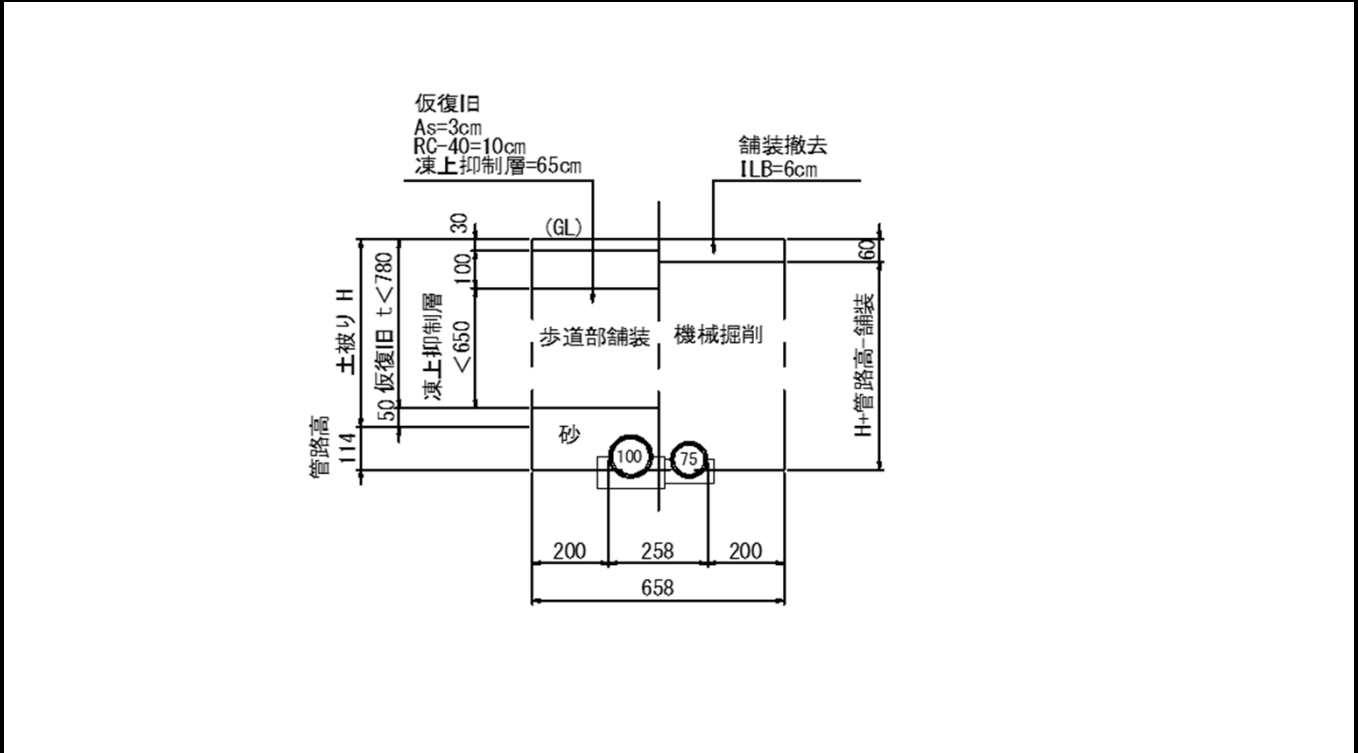 仮復旧
As=3cm
RC-40=10cm
凍上抑制層=65cm
舗装撤去
ILB=6cm
(GL)
30
100
凍上抑制層
<650
50 仮復旧 t<780
土被り H
管路高
114
歩道部舗装
機械掘削
砂
100
75
60
H+管路高-舗装
200
258
200
658